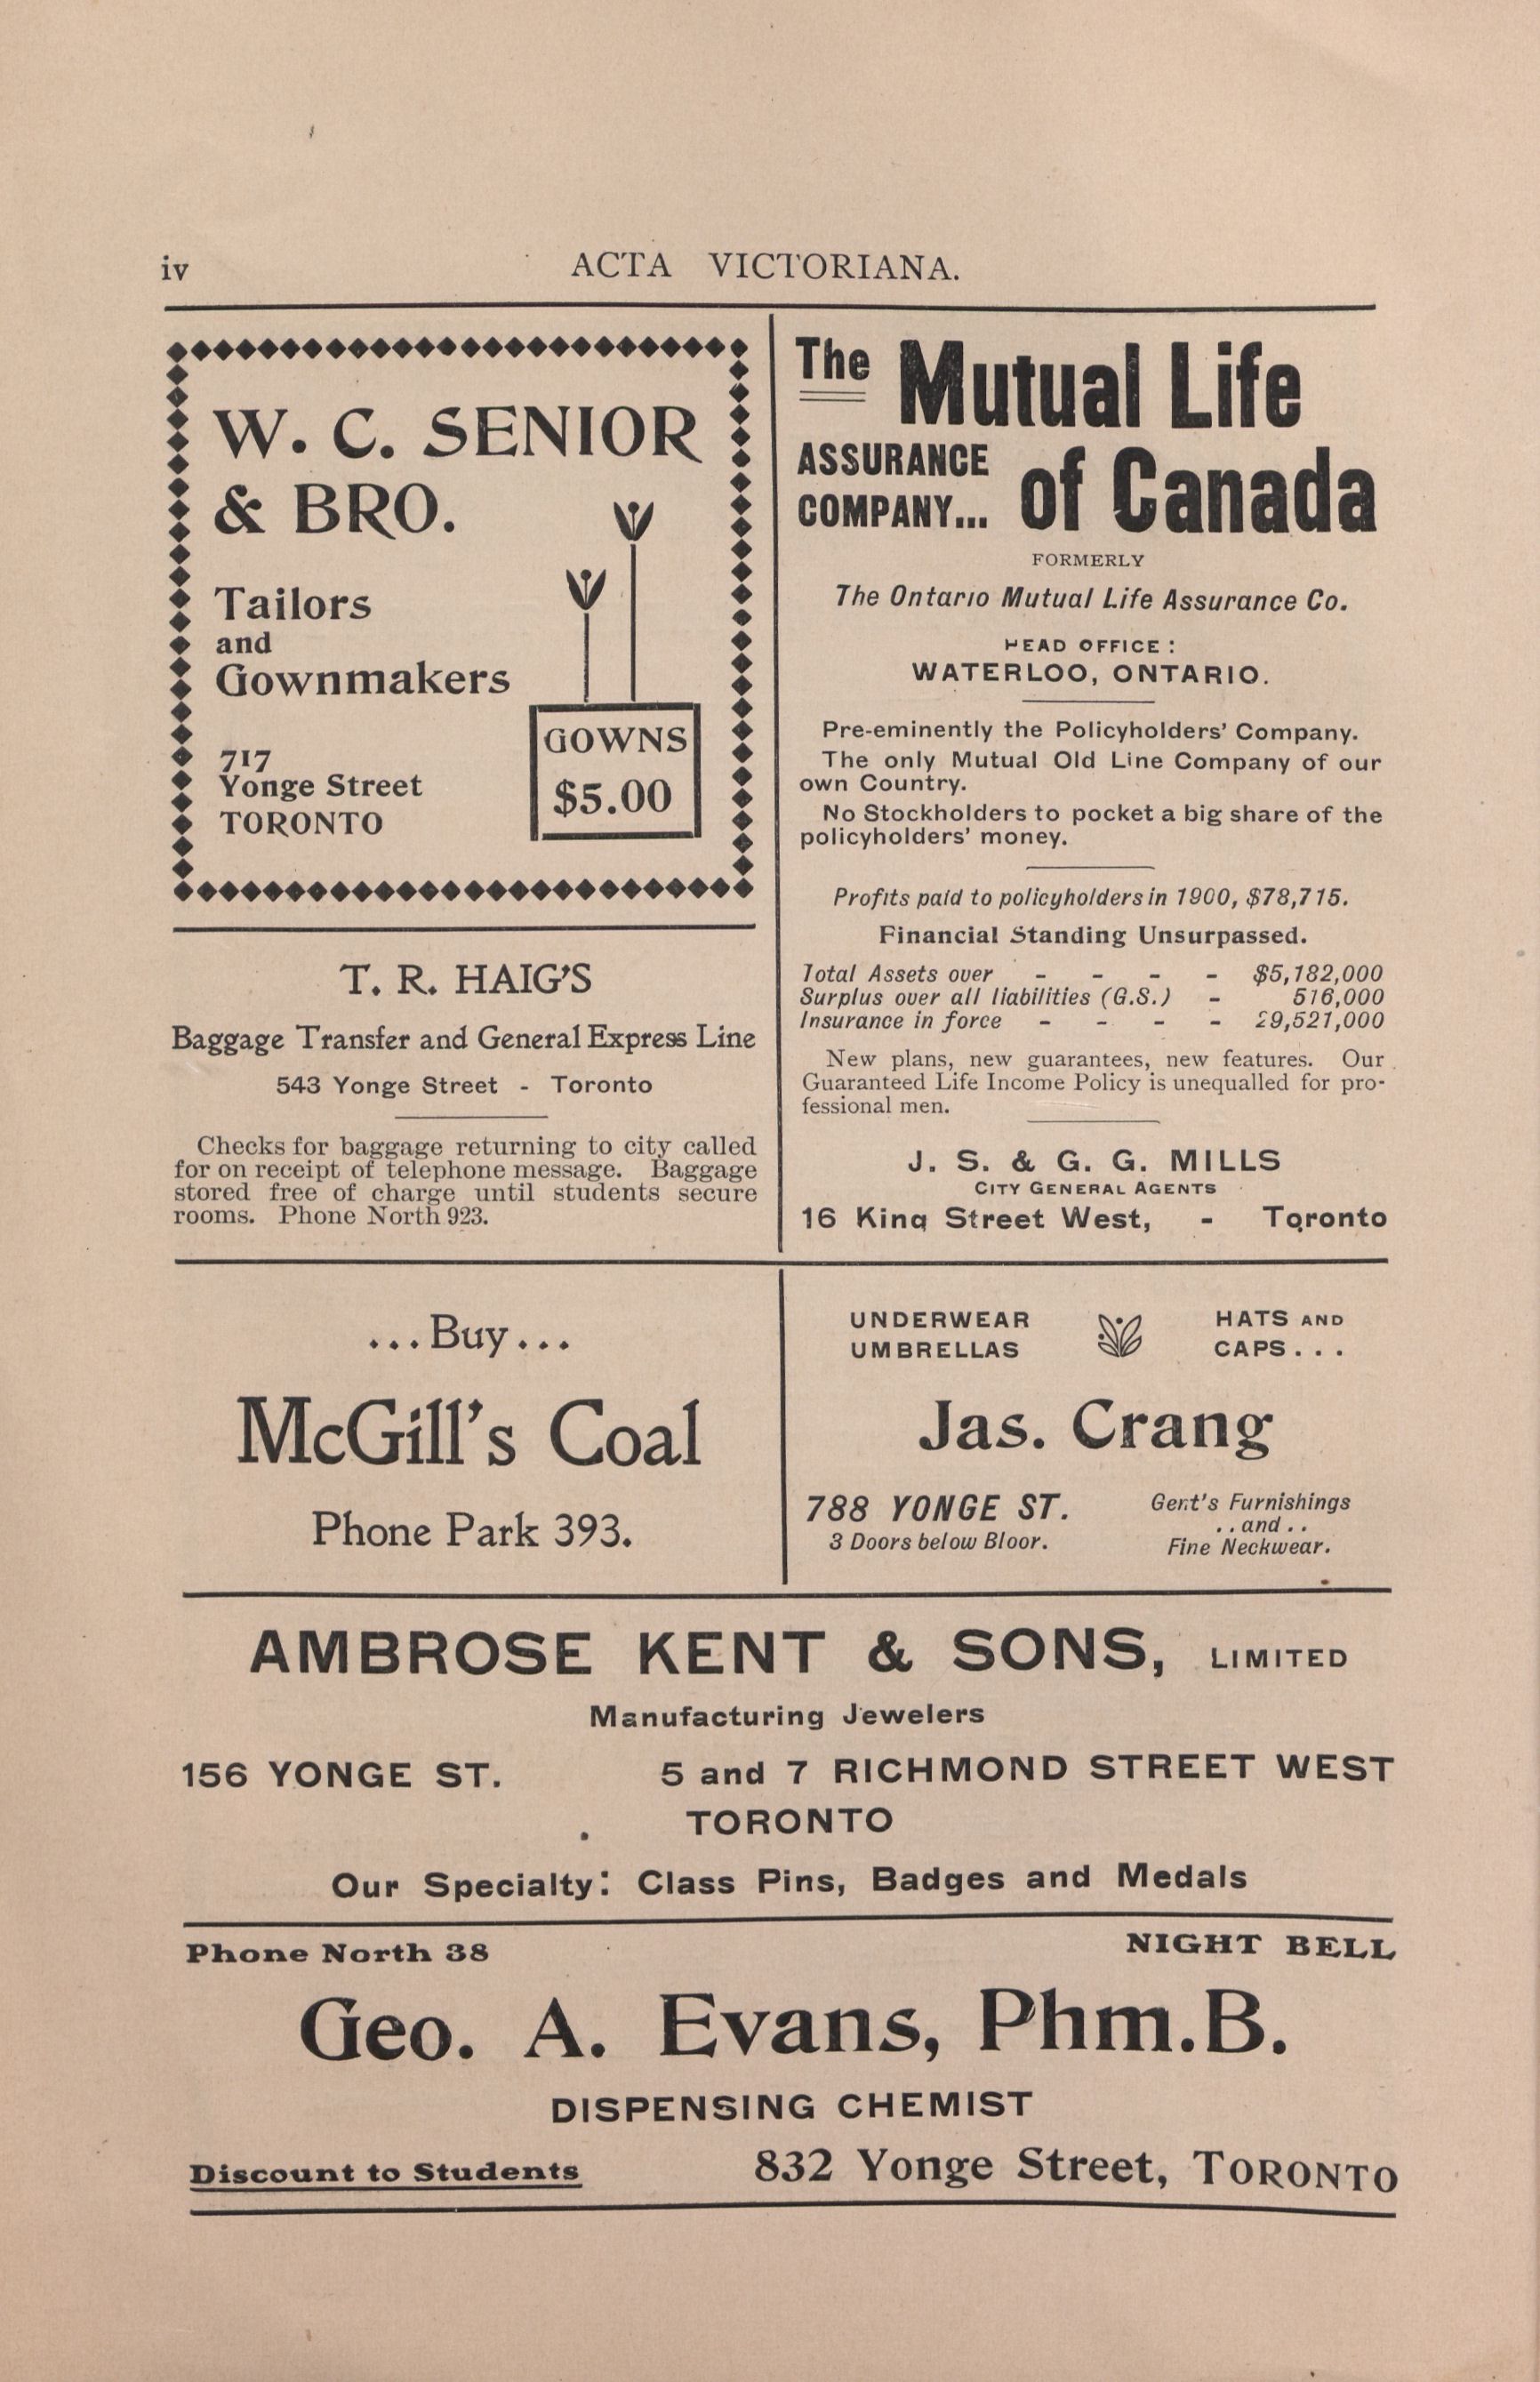 iv
ACTA VICTORIANA.
W. C. SENIOR
& BRO.
Tailors
and
Gownmakers
717
Yonge Street
TORONTO
GOWNS
$5.00
T. R. HAIG'S
Baggage Transfer and General Express Line
543 Yonge Street - Toronto
Checks for baggage returning to city called
for on receipt of telephone message. Baggage
stored free of charge until students secure
rooms. Phone North 923.
The Mutual Life
ASSURANCE
COMPANY... of Canada
FORMERLY
The Ontario Mutual Life Assurance Co.
HEAD OFFICE:
WATERLOO, ONTARIO.
Pre-eminently the Policyholders' Company.
The only Mutual Old Line Company of our
own Country.
No Stockholders to pocket a big share of the
policyholders' money.
Profits paid to policyholders in 1900, $78,715.
Financial Standing Unsurpassed.
Total Assets over - - - - $5,182,000
Surplus over all liabilities (G.S.) - 516,000
Insurance in force - - - - 29,521,000
New plans, new guarantees, new features. Our
Guaranteed Life Income Policy is unequalled for pro-
fessional men.
J. S. & G. G. MILLS
CITY GENERAL AGENTS
16 King Street West, - Toronto
...Buy...
McGill's Coal
Phone Park 393.
UNDERWEAR
UMBRELLAS
HATS AND
CAPS...
Jas. Crang
788 YONGE ST.
3 Doors below Bloor.
Gent's Furnishings
..and..
Fine Neckwear.
AMBROSE KENT & SONS, LIMITED
Manufacturing Jewelers
156 YONGE ST. 5 and 7 RICHMOND STREET WEST
TORONTO
Our Specialty: Class Pins, Badges and Medals
Phone North 38 NIGHT BELL
Geo. A. Evans, Phm.B.
DISPENSING CHEMIST
Discount to Students 832 Yonge Street, TORONTO